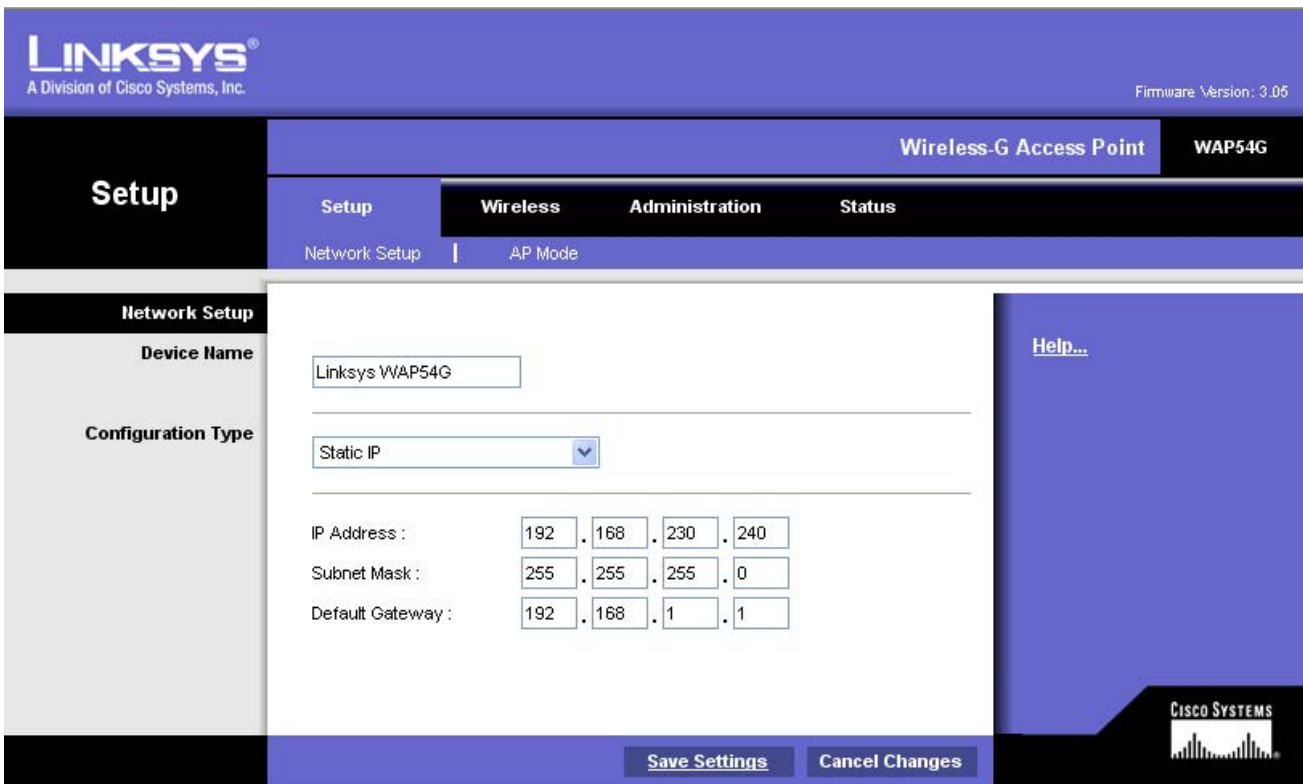 LINKSYS®
A Division of Cisco Systems, Inc.
Firmware Version: 3.05
Wireless-G Access Point WAP54G
Setup
Setup Wireless Administration Status
Network Setup | AP Mode
Network Setup
Device Name
Linksys WAP54G
Help...
Configuration Type
Static IP
IP Address : 192 . 168 . 230 . 240
Subnet Mask : 255 . 255 . 255 . 0
Default Gateway : 192 . 168 . 1 . 1
CISCO SYSTEMS
Save Settings Cancel Changes